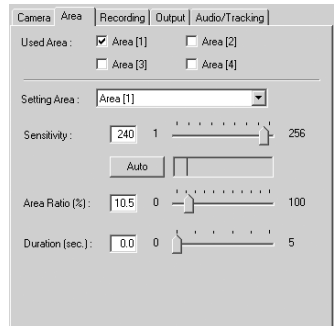 Camera Area Recording Output Audio/Tracking
Used Area : Area [1] Area [2]
Area [3] Area [4]
Setting Area : Area [1]
Sensitivity : 240 1 256
Auto
Area Ratio (%) : 10.5 0 100
Duration (sec.) : 0.0 0 5